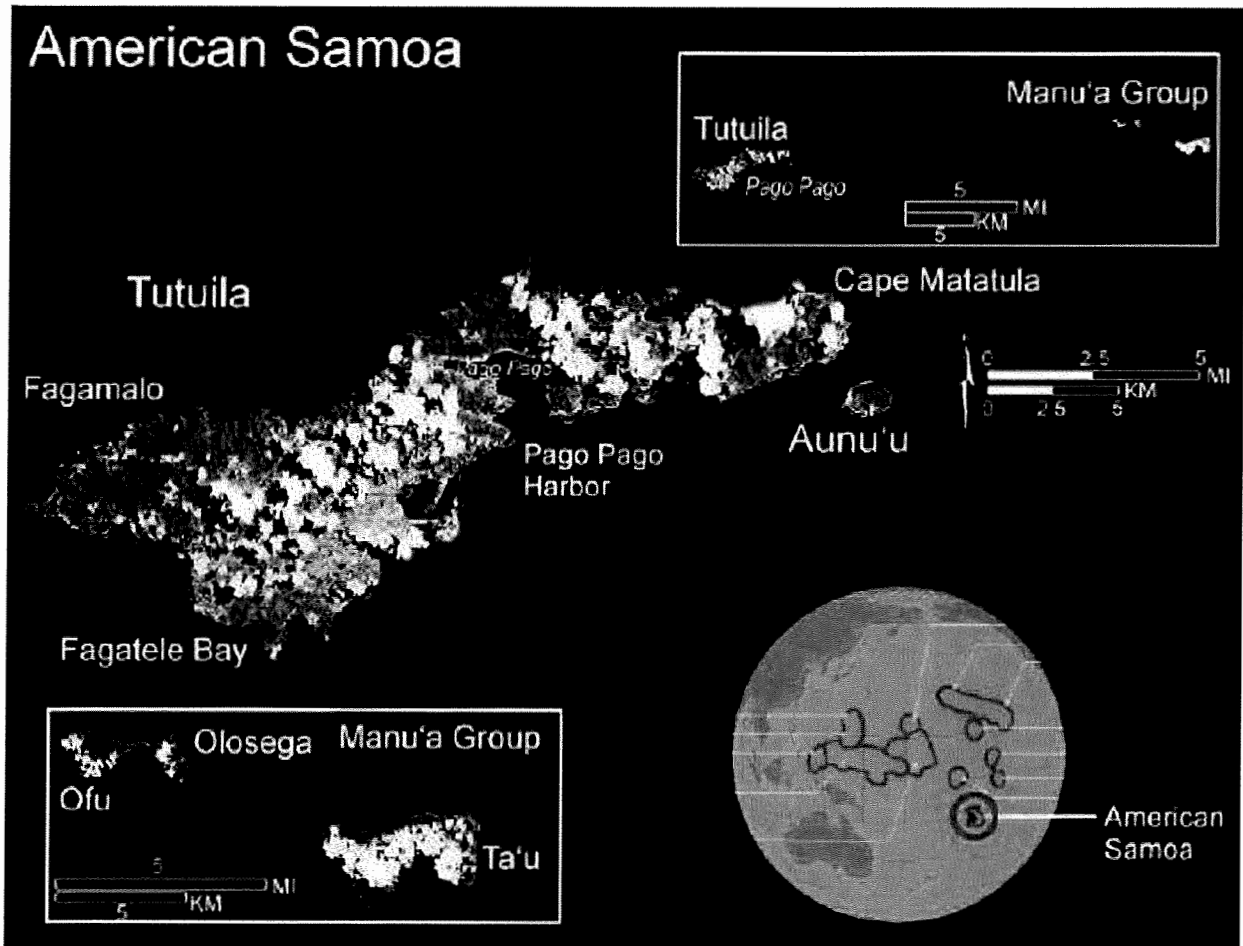 American Samoa
Manu‘a Group
Tutuila
Pago Pago
5
MI
KM
5
Cape Matatula
Tutuila
Pago Pago
Fagamalo
0 2.5 5
MI
KM
0 2.5 5
Aunu‘u
Pago Pago
Harbor
Fagatele Bay
Olosega
Manu‘a Group
Ofu
Ta‘u
5
MI
KM
5
American
Samoa